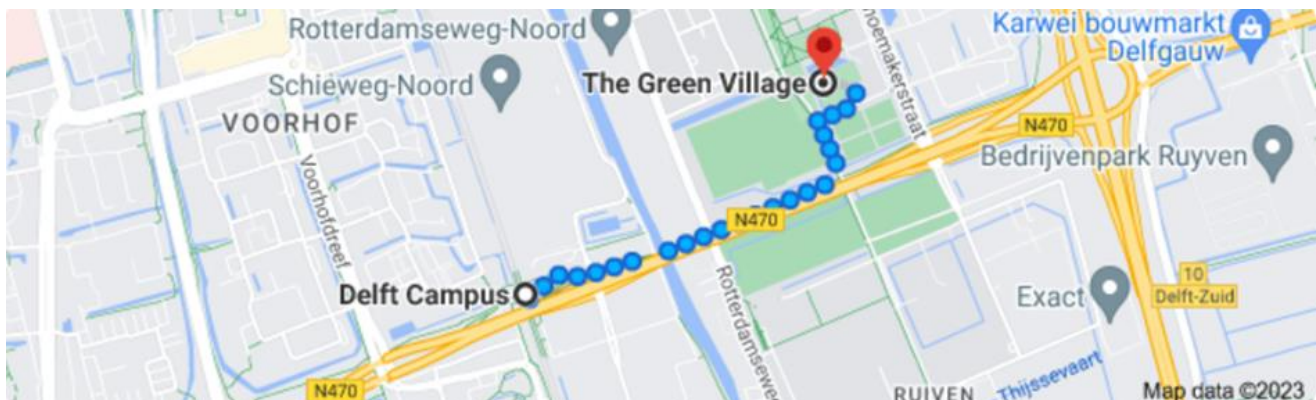 Rotterdamseweg-Noord
Schieweg-Noord
VOORHOF
The Green Village
Karwei bouwmarkt
Delfgauw
N470
Bedrijvenpark Ruyven
Voorhofdreef
N470
Delft Campus
Rotterdamseweg
10
Delft-Zuid
Exact
N470
RUIVEN
Thijssevaart
Map data ©2023